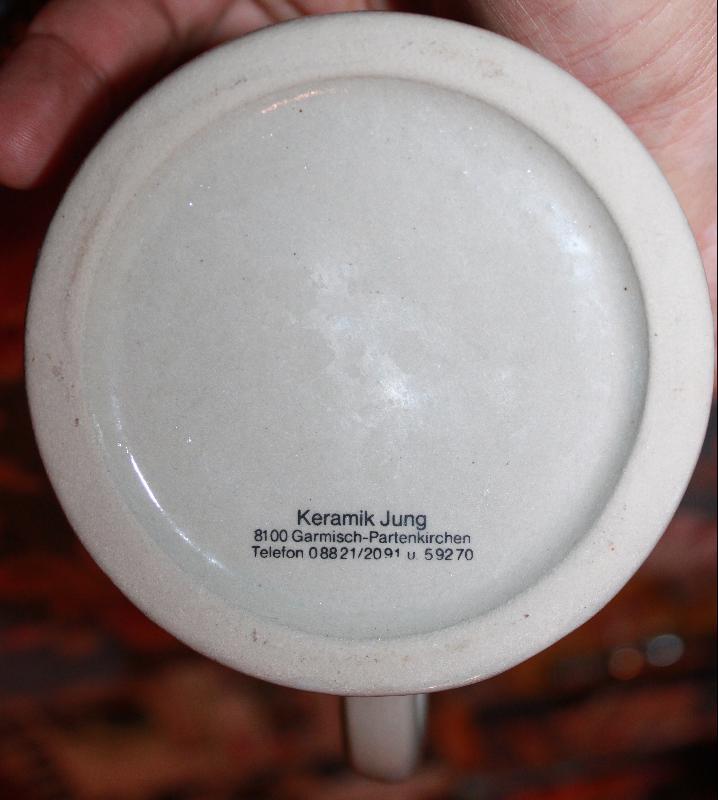 Keramik Jung
8100 Garmisch-Partenkirchen
Telefon 08821/2091 u. 59270